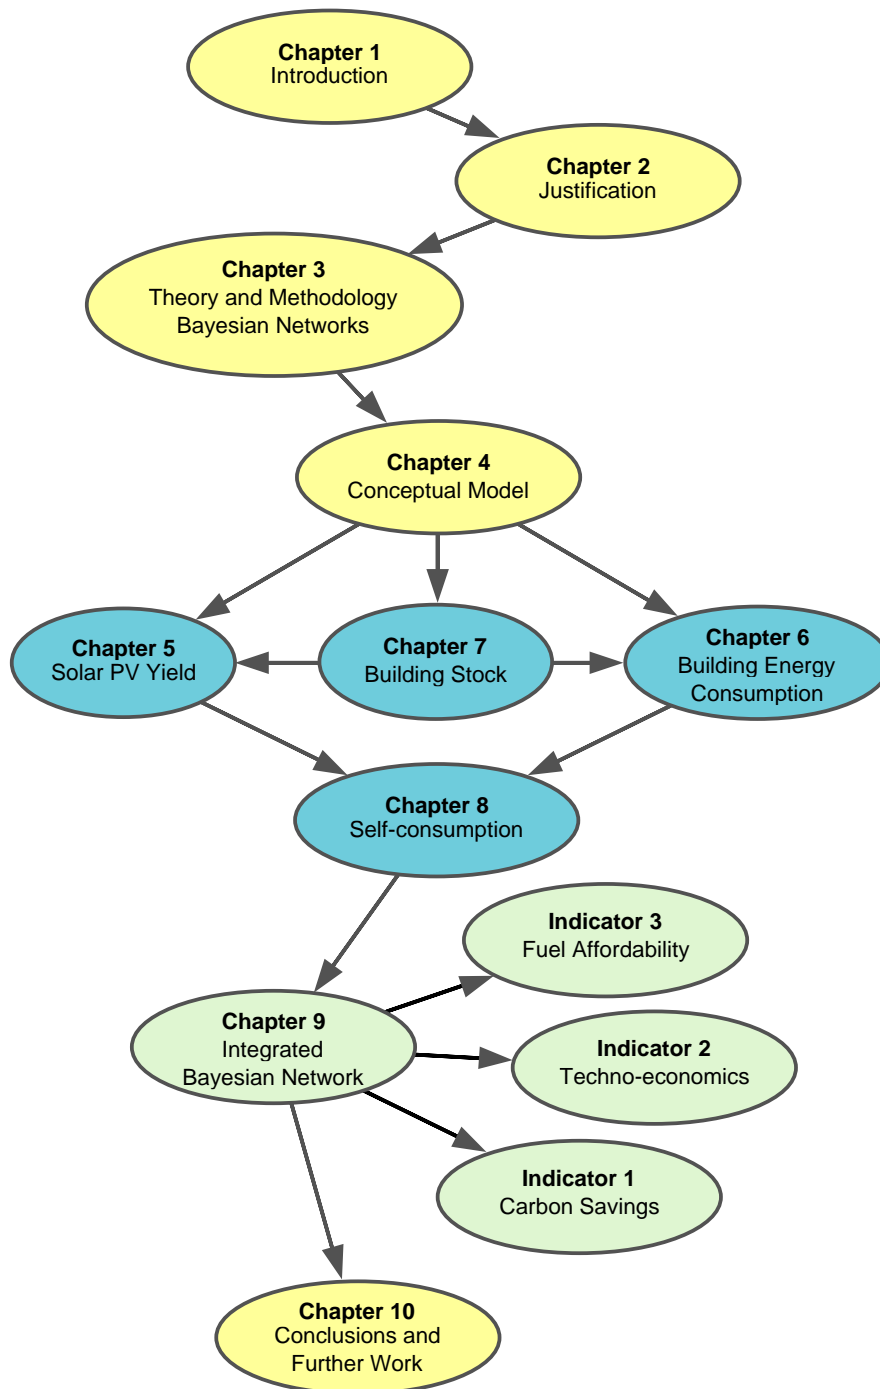 Chapter 1
Introduction
Chapter 2
Justification
Chapter 3
Theory and Methodology
Bayesian Networks
Chapter 4
Conceptual Model
Chapter 5
Solar PV Yield
Chapter 7
Building Stock
Chapter 6
Building Energy
Consumption
Chapter 8
Self-consumption
Indicator 3
Fuel Affordability
Chapter 9
Integrated
Bayesian Network
Indicator 2
Techno-economics
Indicator 1
Carbon Savings
Chapter 10
Conclusions and
Further Work